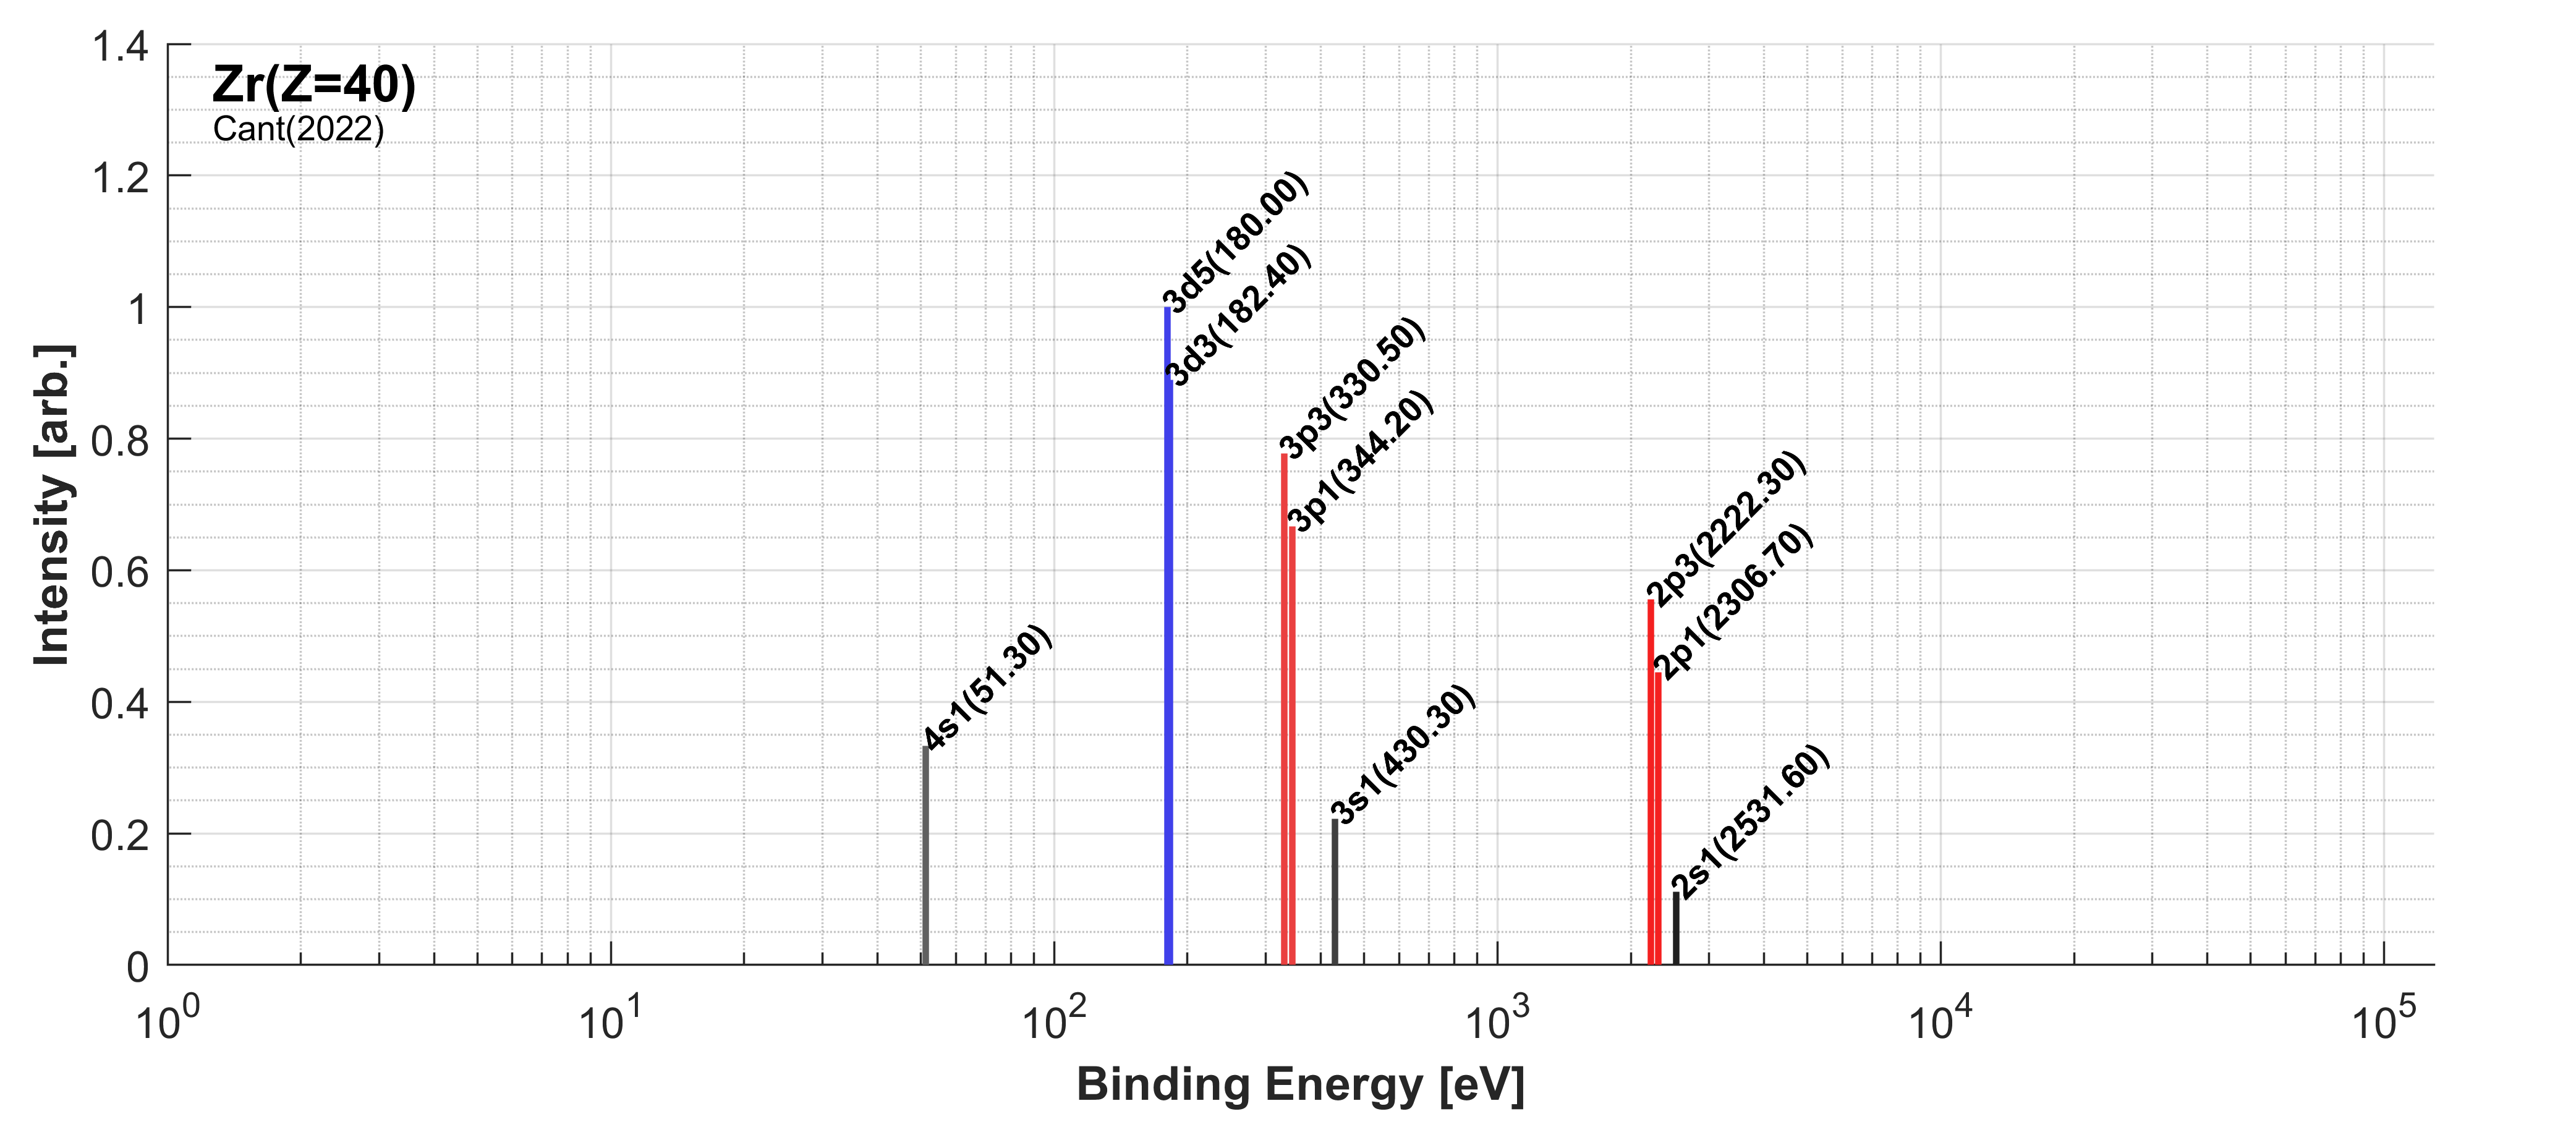 Zr(Z=40)
Cant(2022)
1.4
1.2
1
0.8
0.6
0.4
0.2
0
Intensity [arb.]
3d5(180.00)
3d3(182.40)
3p3(330.50)
3p1(344.20)
2p3(2222.30)
2p1(2306.70)
4s1(51.30)
3s1(430.30)
2s1(2531.60)
10^0
10^1
10^2
10^3
10^4
10^5
Binding Energy [eV]